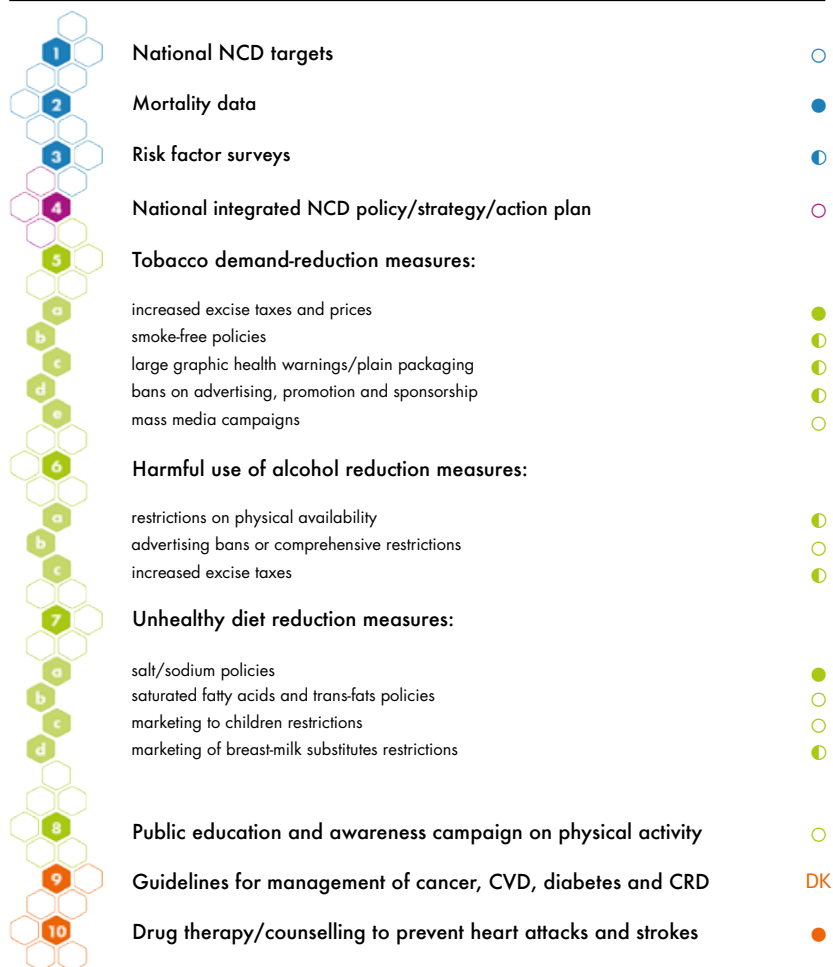 1 National NCD targets
2 Mortality data
3 Risk factor surveys
4 National integrated NCD policy/strategy/action plan
5 Tobacco demand-reduction measures:
a increased excise taxes and prices
b smoke-free policies
c large graphic health warnings/plain packaging
d bans on advertising, promotion and sponsorship
e mass media campaigns
6 Harmful use of alcohol reduction measures:
a restrictions on physical availability
b advertising bans or comprehensive restrictions
c increased excise taxes
7 Unhealthy diet reduction measures:
a salt/sodium policies
b saturated fatty acids and trans-fats policies
c marketing to children restrictions
d marketing of breast-milk substitutes restrictions
8 Public education and awareness campaign on physical activity
9 Guidelines for management of cancer, CVD, diabetes and CRD DK
10 Drug therapy/counselling to prevent heart attacks and strokes